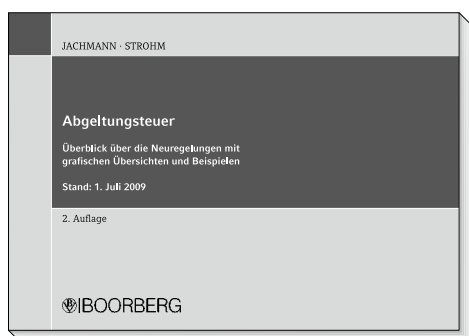 JACHMANN · STROHM
Abgeltungsteuer
Überblick über die Neuregelungen mit
grafischen Übersichten und Beispielen
Stand: 1. Juli 2009
2. Auflage
BOORBERG